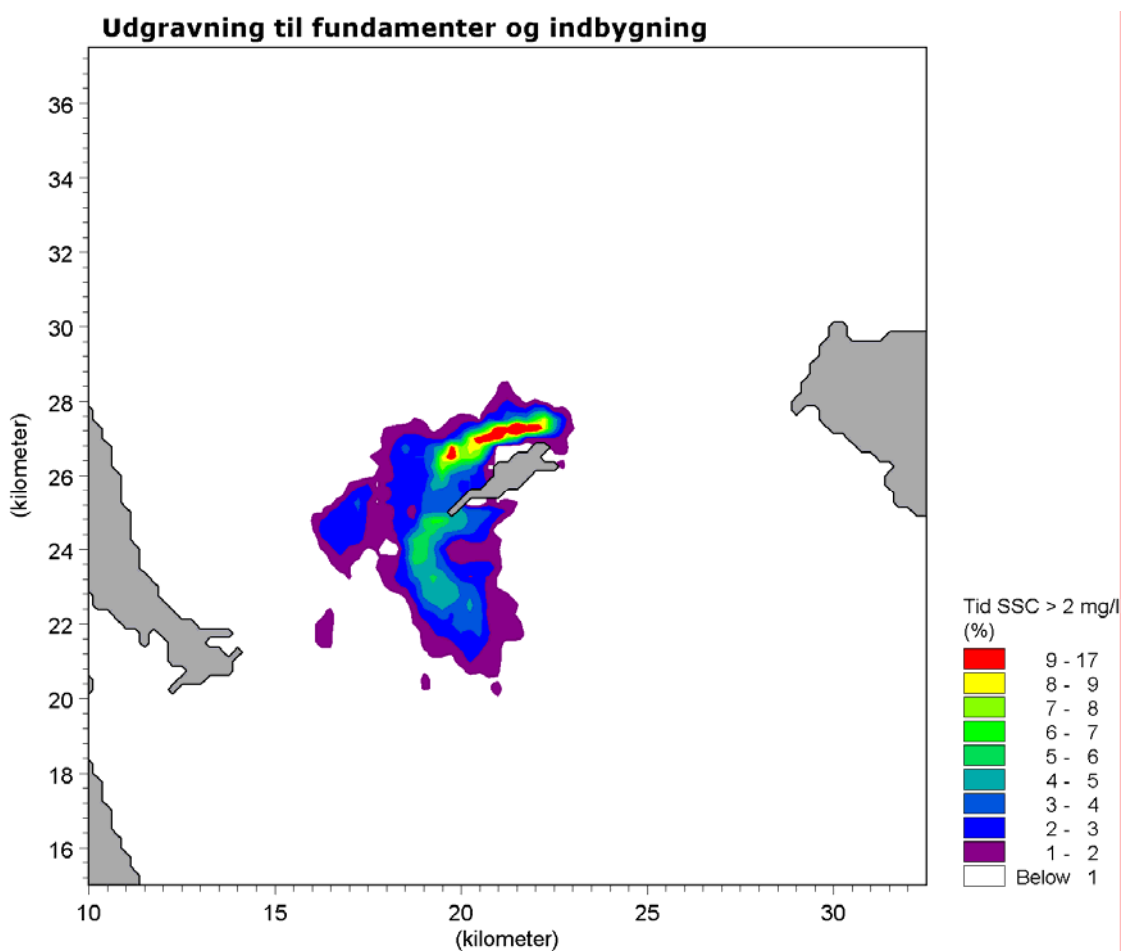 Udgravning til fundamenter og indbygning
36
34
32
30
28
26
24
22
20
18
16
(kilometer)
10 15 20 25 30
(kilometer)
Tid SSC > 2 mg/l
(%)
9 - 17
8 - 9
7 - 8
6 - 7
5 - 6
4 - 5
3 - 4
2 - 3
1 - 2
Below 1